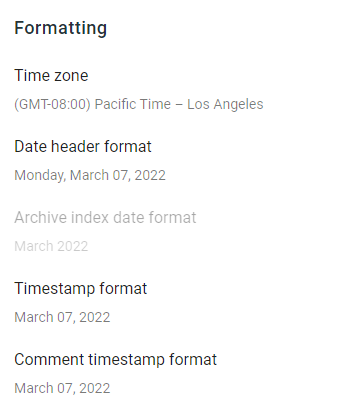 Formatting
Time zone
(GMT-08:00) Pacific Time – Los Angeles
Date header format
Monday, March 07, 2022
Archive index date format
March 2022
Timestamp format
March 07, 2022
Comment timestamp format
March 07, 2022